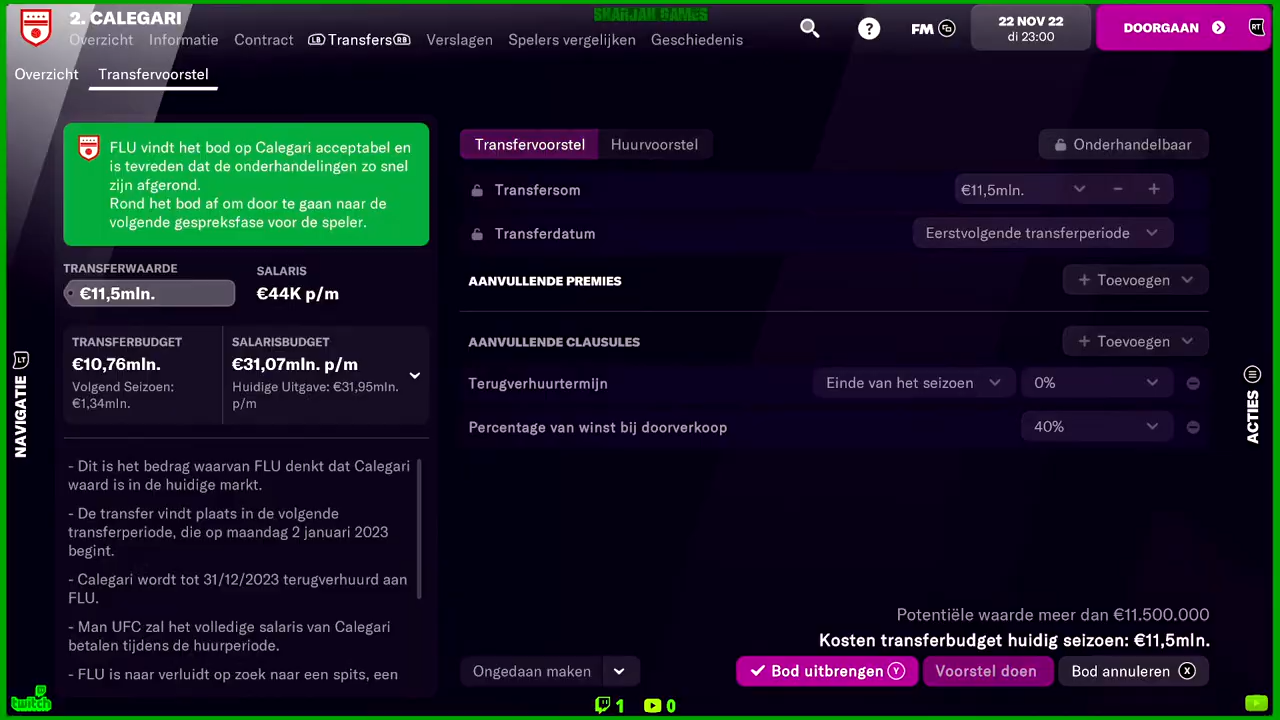 SHARJAH GAMES
2. CALEGARI
Overzicht Informatie Contract LB Transfers RB Verslagen Spelers vergelijken Geschiedenis
? FM
22 NOV 22
di 23:00
DOORGAAN RT
Overzicht Transfervoorstel
FLU vindt het bod op Calegari acceptabel en
is tevreden dat de onderhandelingen zo snel
zijn afgerond.
Rond het bod af om door te gaan naar de
volgende gespreksfase voor de speler.
TRANSFERWAARDE
€11,5mln.
SALARIS
€44K p/m
TRANSFERBUDGET
€10,76mln.
Volgend Seizoen:
€1,34mln.
SALARISBUDGET
€31,07mln. p/m
Huidige Uitgave: €31,95mln.
p/m
- Dit is het bedrag waarvan FLU denkt dat Calegari
waard is in de huidige markt.
- De transfer vindt plaats in de volgende
transferperiode, die op maandag 2 januari 2023
begint.
- Calegari wordt tot 31/12/2023 terugverhuurd aan
FLU.
- Man UFC zal het volledige salaris van Calegari
betalen tijdens de huurperiode.
- FLU is naar verluidt op zoek naar een spits, een
LT NAVIGATIE
Transfervoorstel Huurvoorstel Onderhandelbaar
Transfersom €11,5mln. - +
Transferdatum Eerstvolgende transferperiode
AANVULLENDE PREMIES + Toevoegen
AANVULLENDE CLAUSULES + Toevoegen
Terugverhuurtermijn Einde van het seizoen 0%
Percentage van winst bij doorverkoop 40%
ACTIES
Potentiële waarde meer dan €11.500.000
Kosten transferbudget huidig seizoen: €11,5mln.
Ongedaan maken Bod uitbrengen Y Voorstel doen Bod annuleren X
twitch
1 0